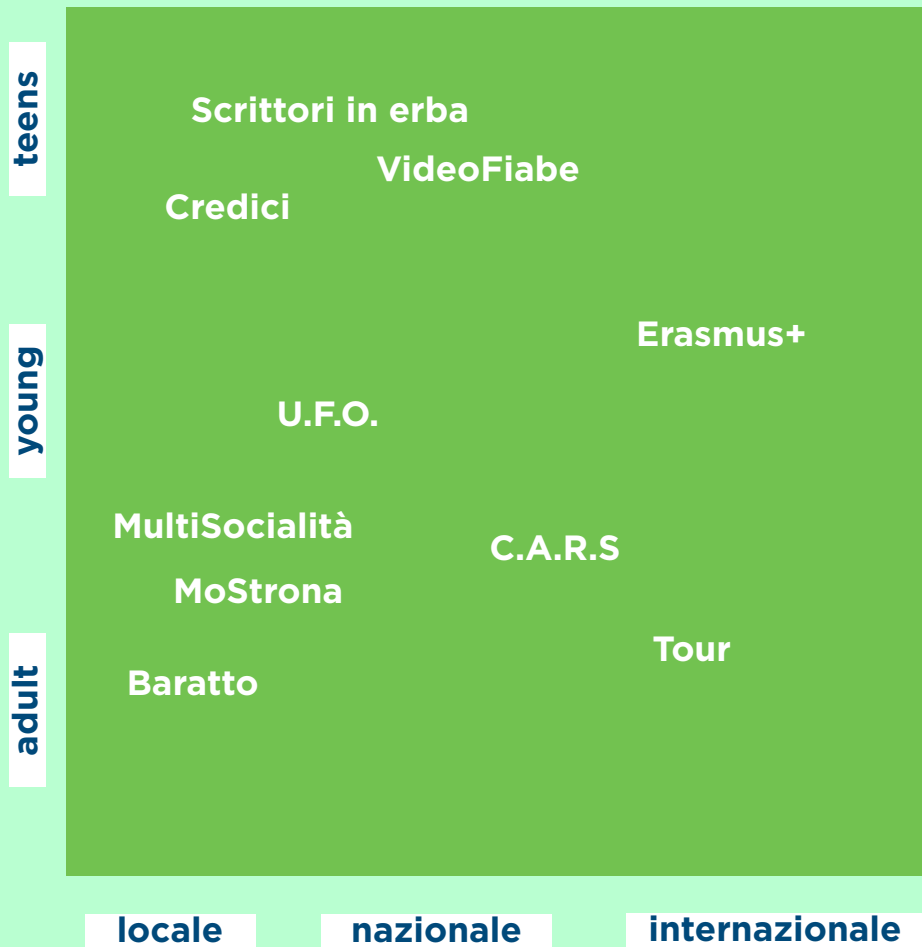 teens
Scrittori in erba
VideoFiabe
Credici
young
Erasmus+
U.F.O.
MultiSocialità
C.A.R.S
MoStrona
adult
Tour
Baratto
locale
nazionale
internazionale